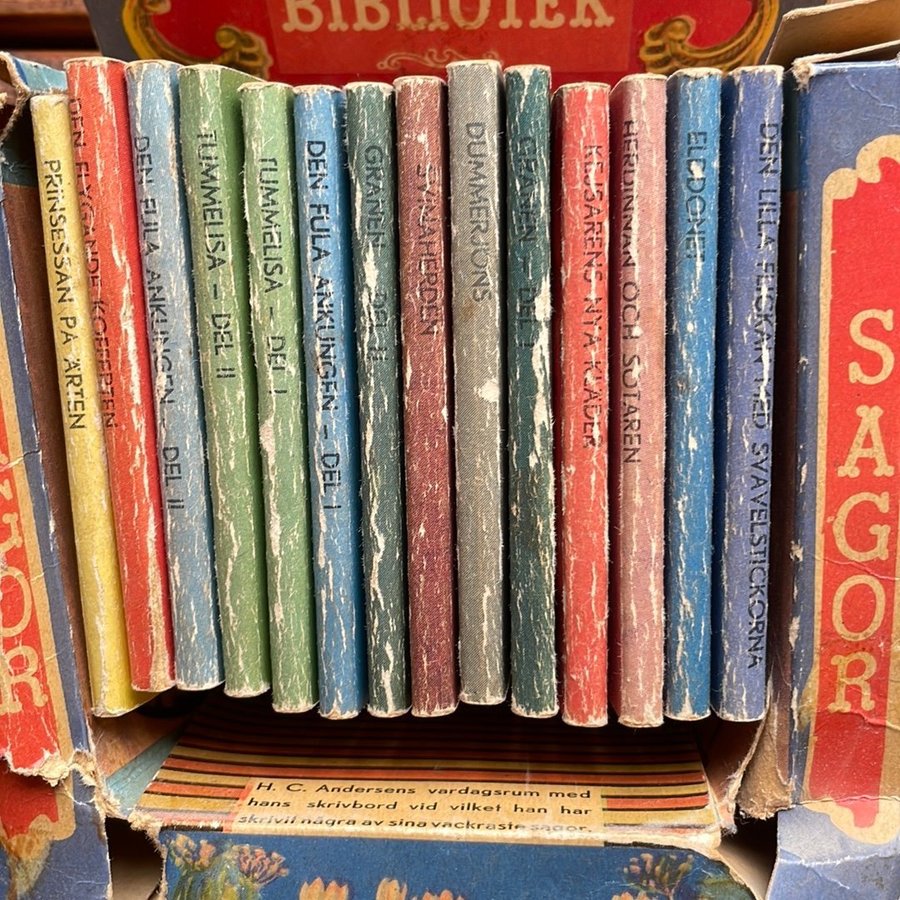 BIBLIOTEK
PRINSESSAN PÅ ÄRTEN
DEN FLYGANDE KOFFERTEN
DEN FULA ANKUNGEN – DEL II
TUMMELISA – DEL II
TUMMELISA – DEL I
DEN FULA ANKUNGEN – DEL I
GRANEN – DEL II
SVINAHERDEN
DUMMERJÖNS
GRANEN – DEL I
KEJSARENS NYA KLÄDER
HERDINNAN OCH SOTAREN
ELDONET
DEN LILLA FLICKAN MED SVAVELSTICKORNA
SAGOR
SAGOR
H. C. Andersens vardagsrum med
hans skrivbord vid vilket han har
skrivit några av sina vackraste sagor.